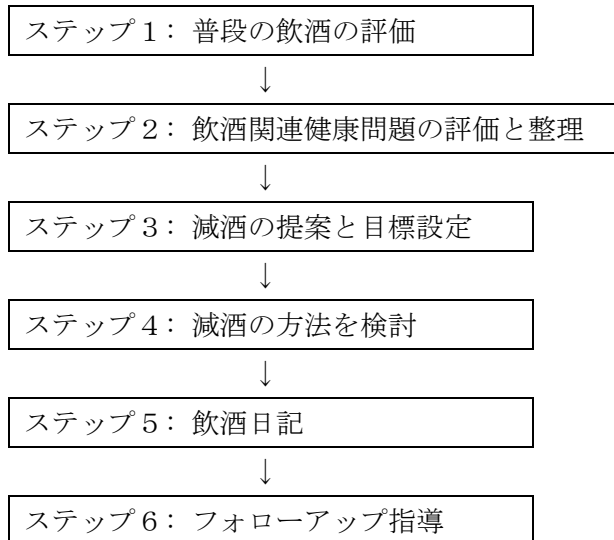 ステップ１： 普段の飲酒の評価
↓
ステップ２： 飲酒関連健康問題の評価と整理
↓
ステップ３： 減酒の提案と目標設定
↓
ステップ４： 減酒の方法を検討
↓
ステップ５： 飲酒日記
↓
ステップ６： フォローアップ指導